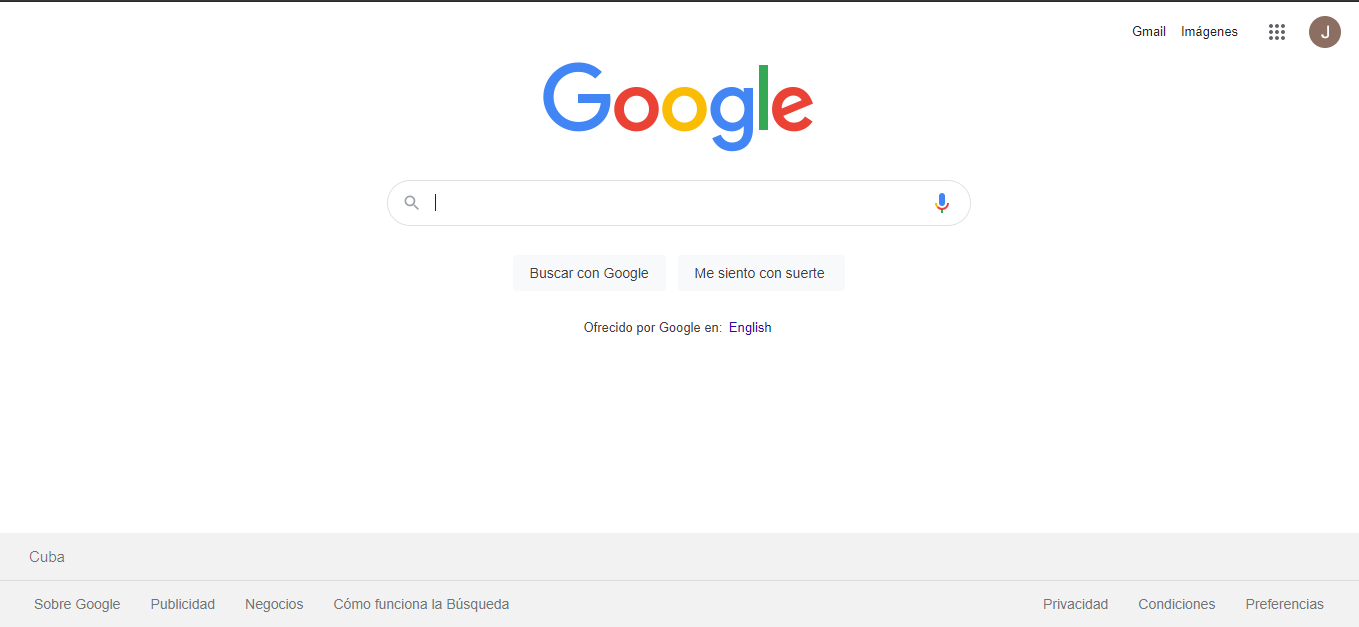 Gmail Imágenes J
Google
Buscar con Google Me siento con suerte
Ofrecido por Google en: English
Cuba
Sobre Google Publicidad Negocios Cómo funciona la Búsqueda Privacidad Condiciones Preferencias